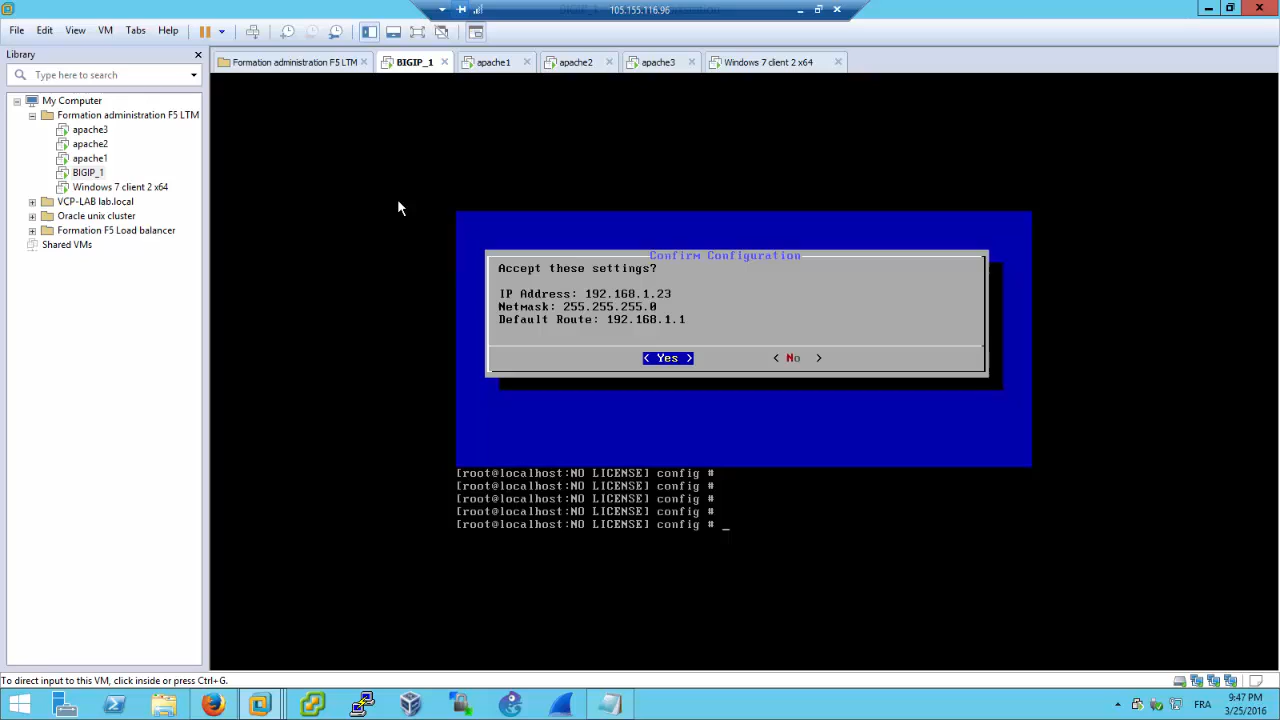 105.155.116.96
File Edit View VM Tabs Help
Library
Type here to search
Formation administration F5 LTM
BIGIP_1
apache1
apache2
apache3
Windows 7 client 2 x64
My Computer
Formation administration F5 LTM
apache3
apache2
apache1
BIGIP_1
Windows 7 client 2 x64
VCP-LAB lab.local
Oracle unix cluster
Formation F5 Load balancer
Shared VMs
Confirm Configuration
Accept these settings?
IP Address: 192.168.1.23
Netmask: 255.255.255.0
Default Route: 192.168.1.1
< Yes >
< No >
[root@localhost:NO LICENSE] config #
[root@localhost:NO LICENSE] config #
[root@localhost:NO LICENSE] config #
[root@localhost:NO LICENSE] config #
[root@localhost:NO LICENSE] config # _
To direct input to this VM, click inside or press Ctrl+G.
FRA
9:47 PM
3/25/2016